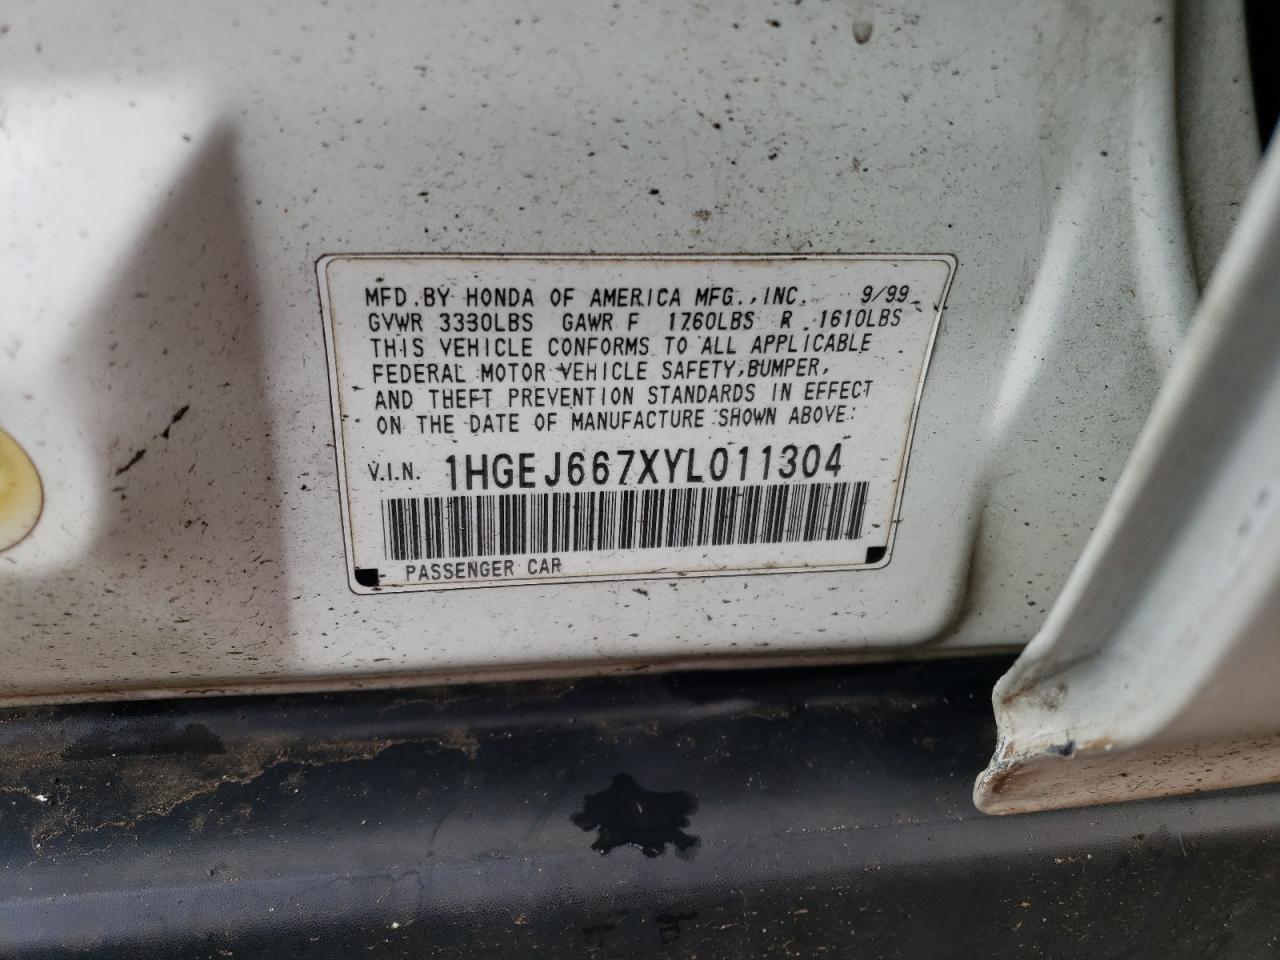 MFD. BY HONDA OF AMERICA MFG., INC. 9/99
GVWR 3330LBS GAWR F 1760LBS R 1610LBS
THIS VEHICLE CONFORMS TO ALL APPLICABLE
FEDERAL MOTOR VEHICLE SAFETY, BUMPER,
AND THEFT PREVENTION STANDARDS IN EFFECT
ON THE DATE OF MANUFACTURE SHOWN ABOVE.
V.I.N. 1HGEJ667XYL011304
PASSENGER CAR